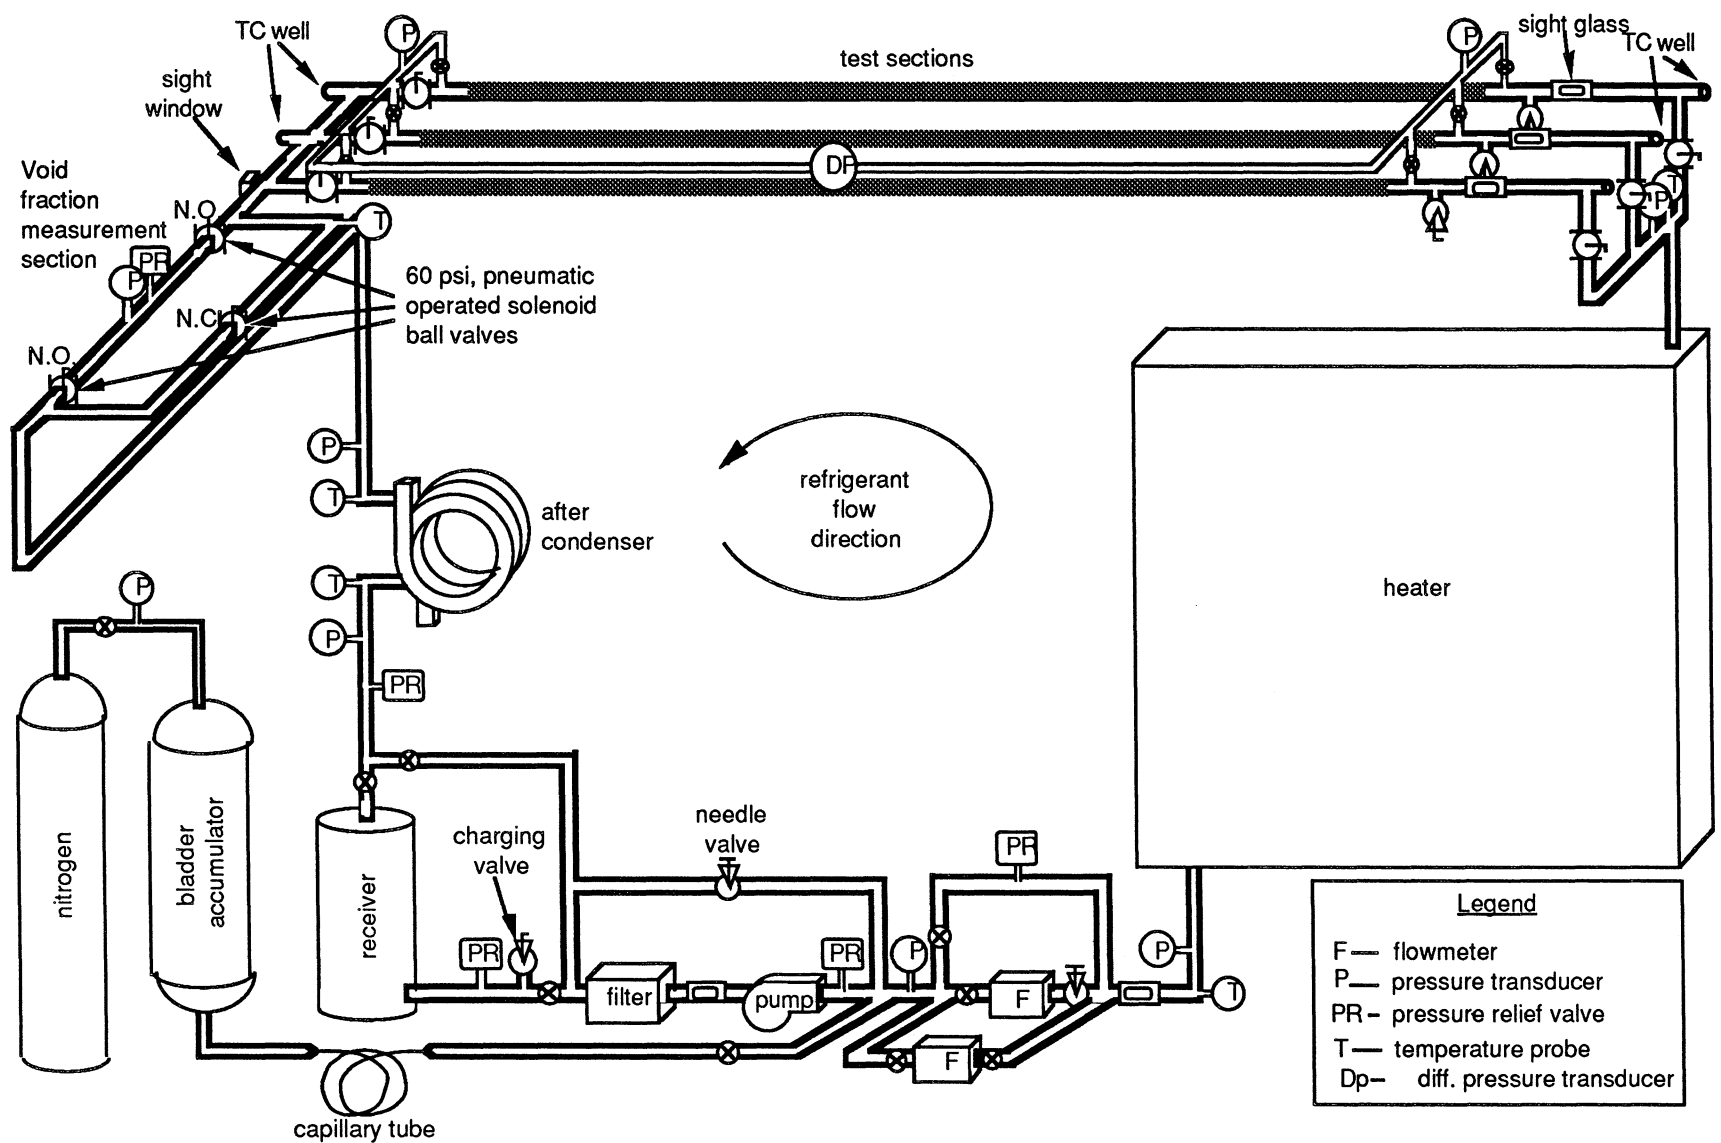 TC well
P
P
sight glass
TC well
test sections
sight
window
DP
Void
fraction
measurement
section
N.O.
T
T
P
PR
P
60 psi, pneumatic
operated solenoid
ball valves
N.C
N.O.
P
T
after
condenser
refrigerant
flow
direction
heater
T
P
P
PR
nitrogen
bladder
accumulator
receiver
charging
valve
needle
valve
PR
PR
PR
P
P
filter
pump
F
T
F
capillary tube
Legend
F — flowmeter
P— pressure transducer
PR – pressure relief valve
T — temperature probe
Dp– diff. pressure transducer